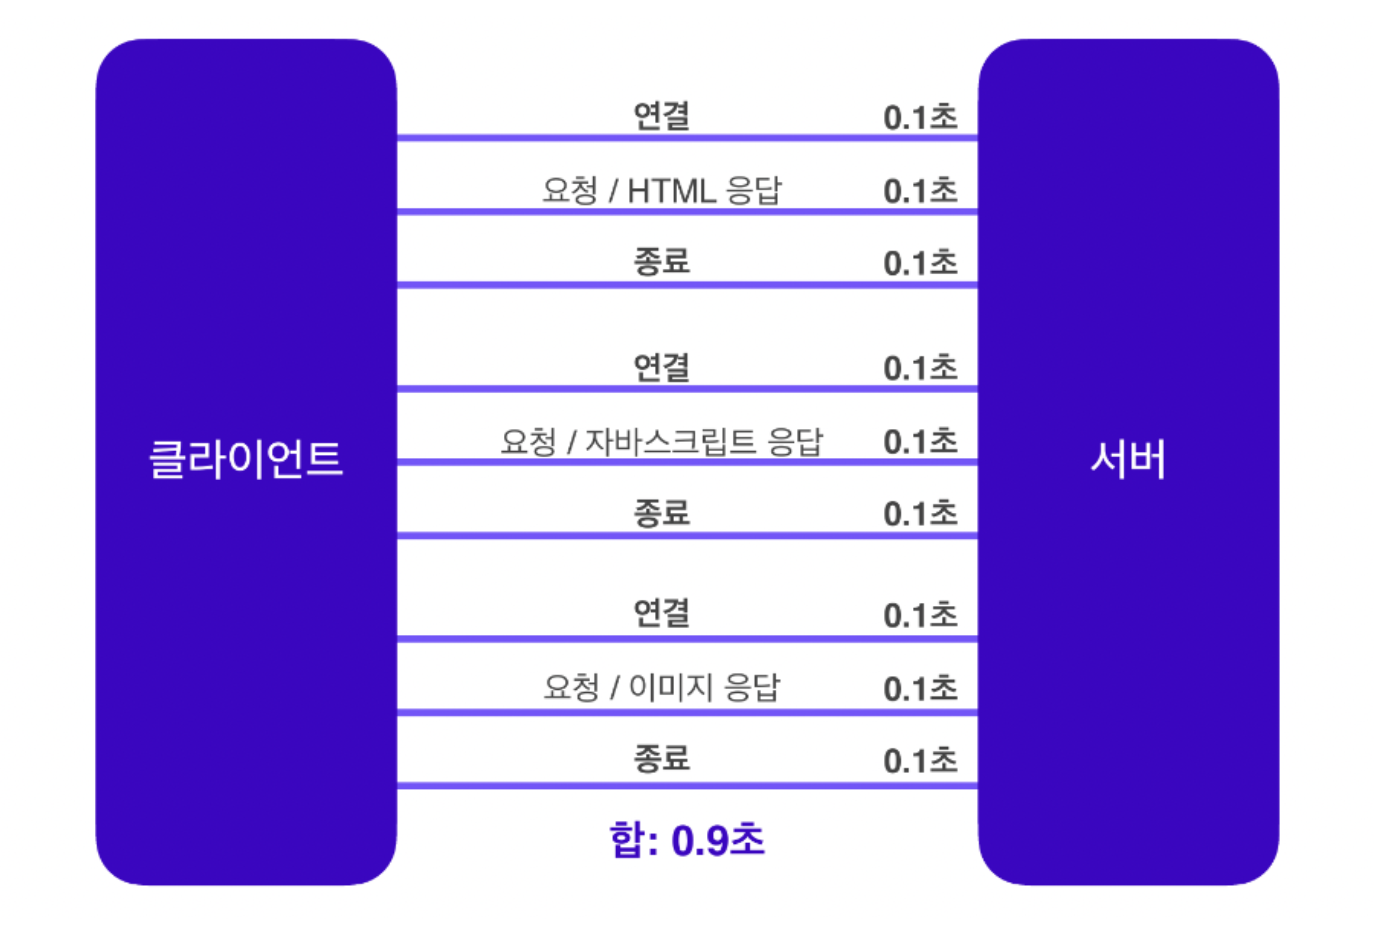 연결 0.1초
요청 / HTML 응답 0.1초
종료 0.1초
연결 0.1초
클라이언트
요청 / 자바스크립트 응답 0.1초
서버
종료 0.1초
연결 0.1초
요청 / 이미지 응답 0.1초
종료 0.1초
합: 0.9초